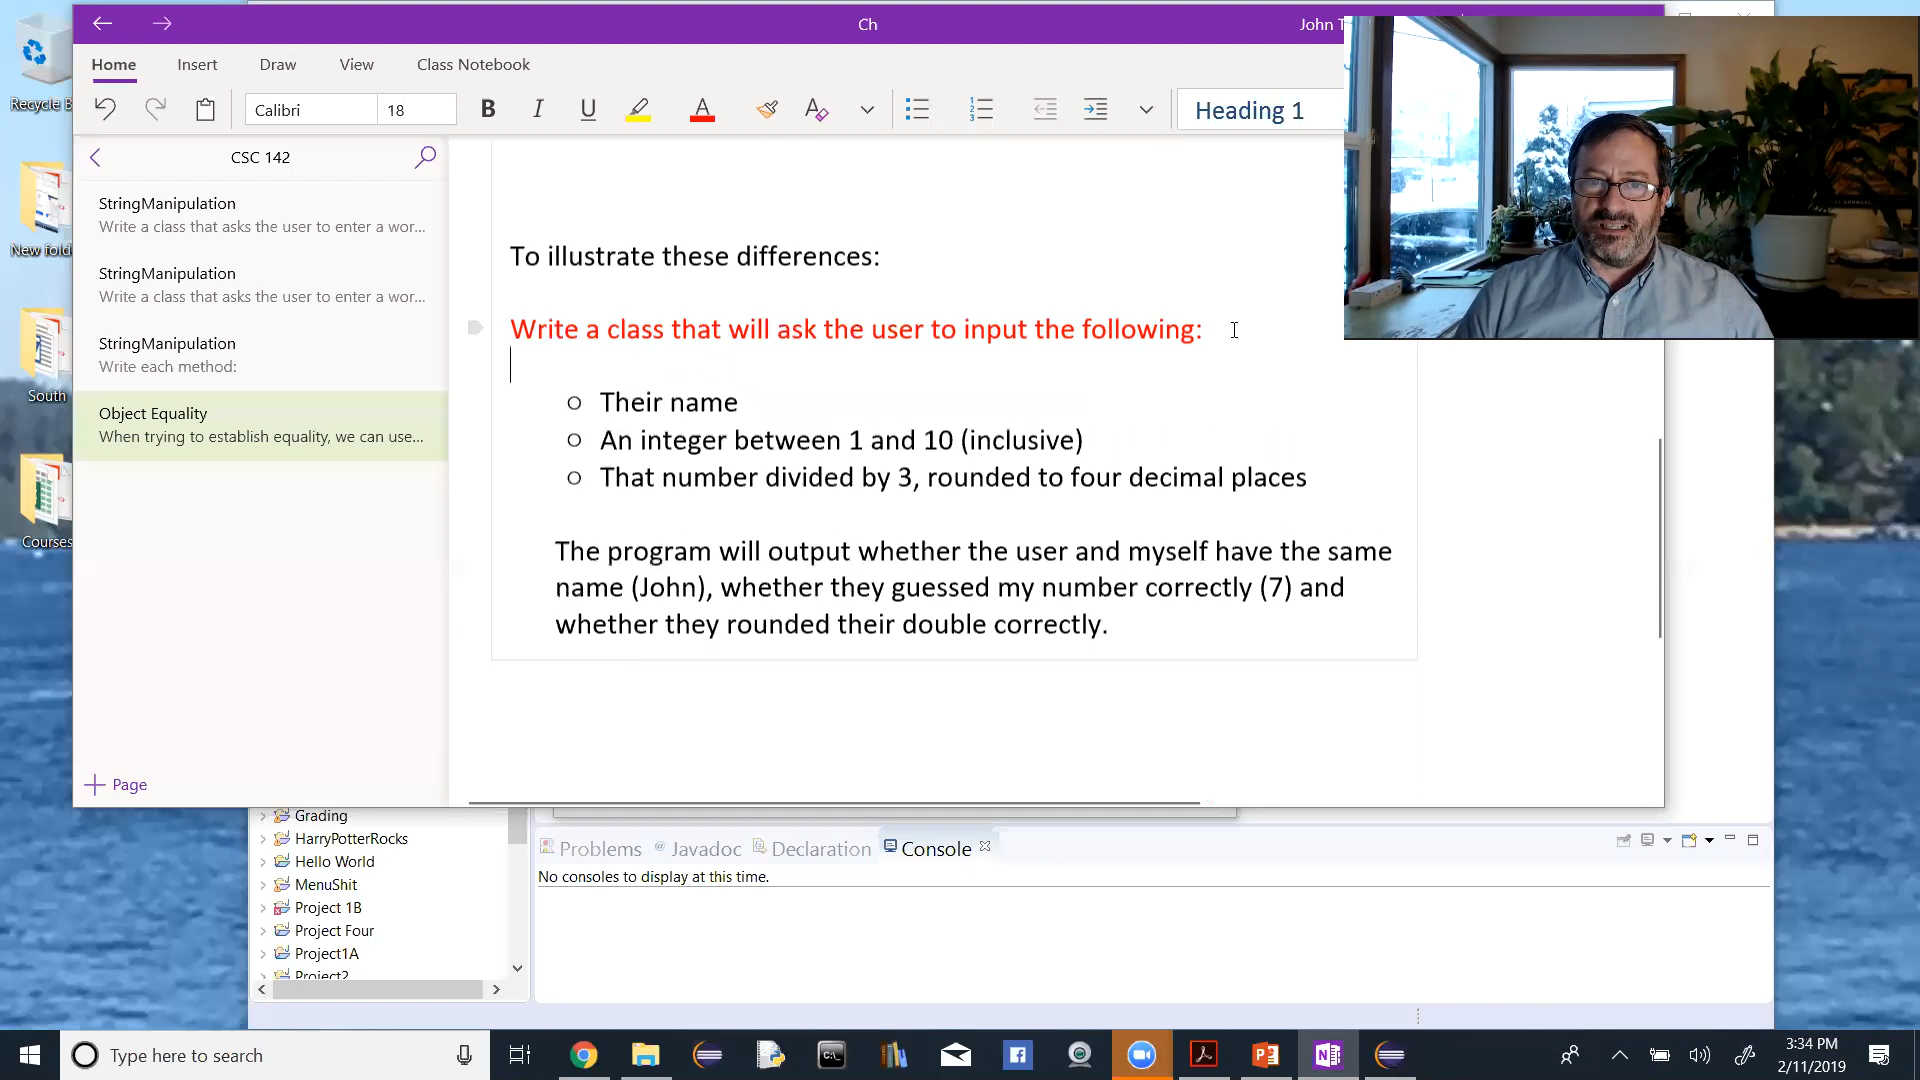 Ch
John T
Home Insert Draw View Class Notebook
Calibri 18 B I U A A Heading 1
Recycle B
New fold
South
Courses
CSC 142
StringManipulation
Write a class that asks the user to enter a wor...
StringManipulation
Write a class that asks the user to enter a wor...
StringManipulation
Write each method:
Object Equality
When trying to establish equality, we can use...
Page
To illustrate these differences:
Write a class that will ask the user to input the following:
Their name
An integer between 1 and 10 (inclusive)
That number divided by 3, rounded to four decimal places
The program will output whether the user and myself have the same
name (John), whether they guessed my number correctly (7) and
whether they rounded their double correctly.
Grading
HarryPotterRocks
Hello World
MenuShit
Project 1B
Project Four
Project1A
Project2
Problems Javadoc Declaration Console
No consoles to display at this time.
Type here to search
3:34 PM
2/11/2019